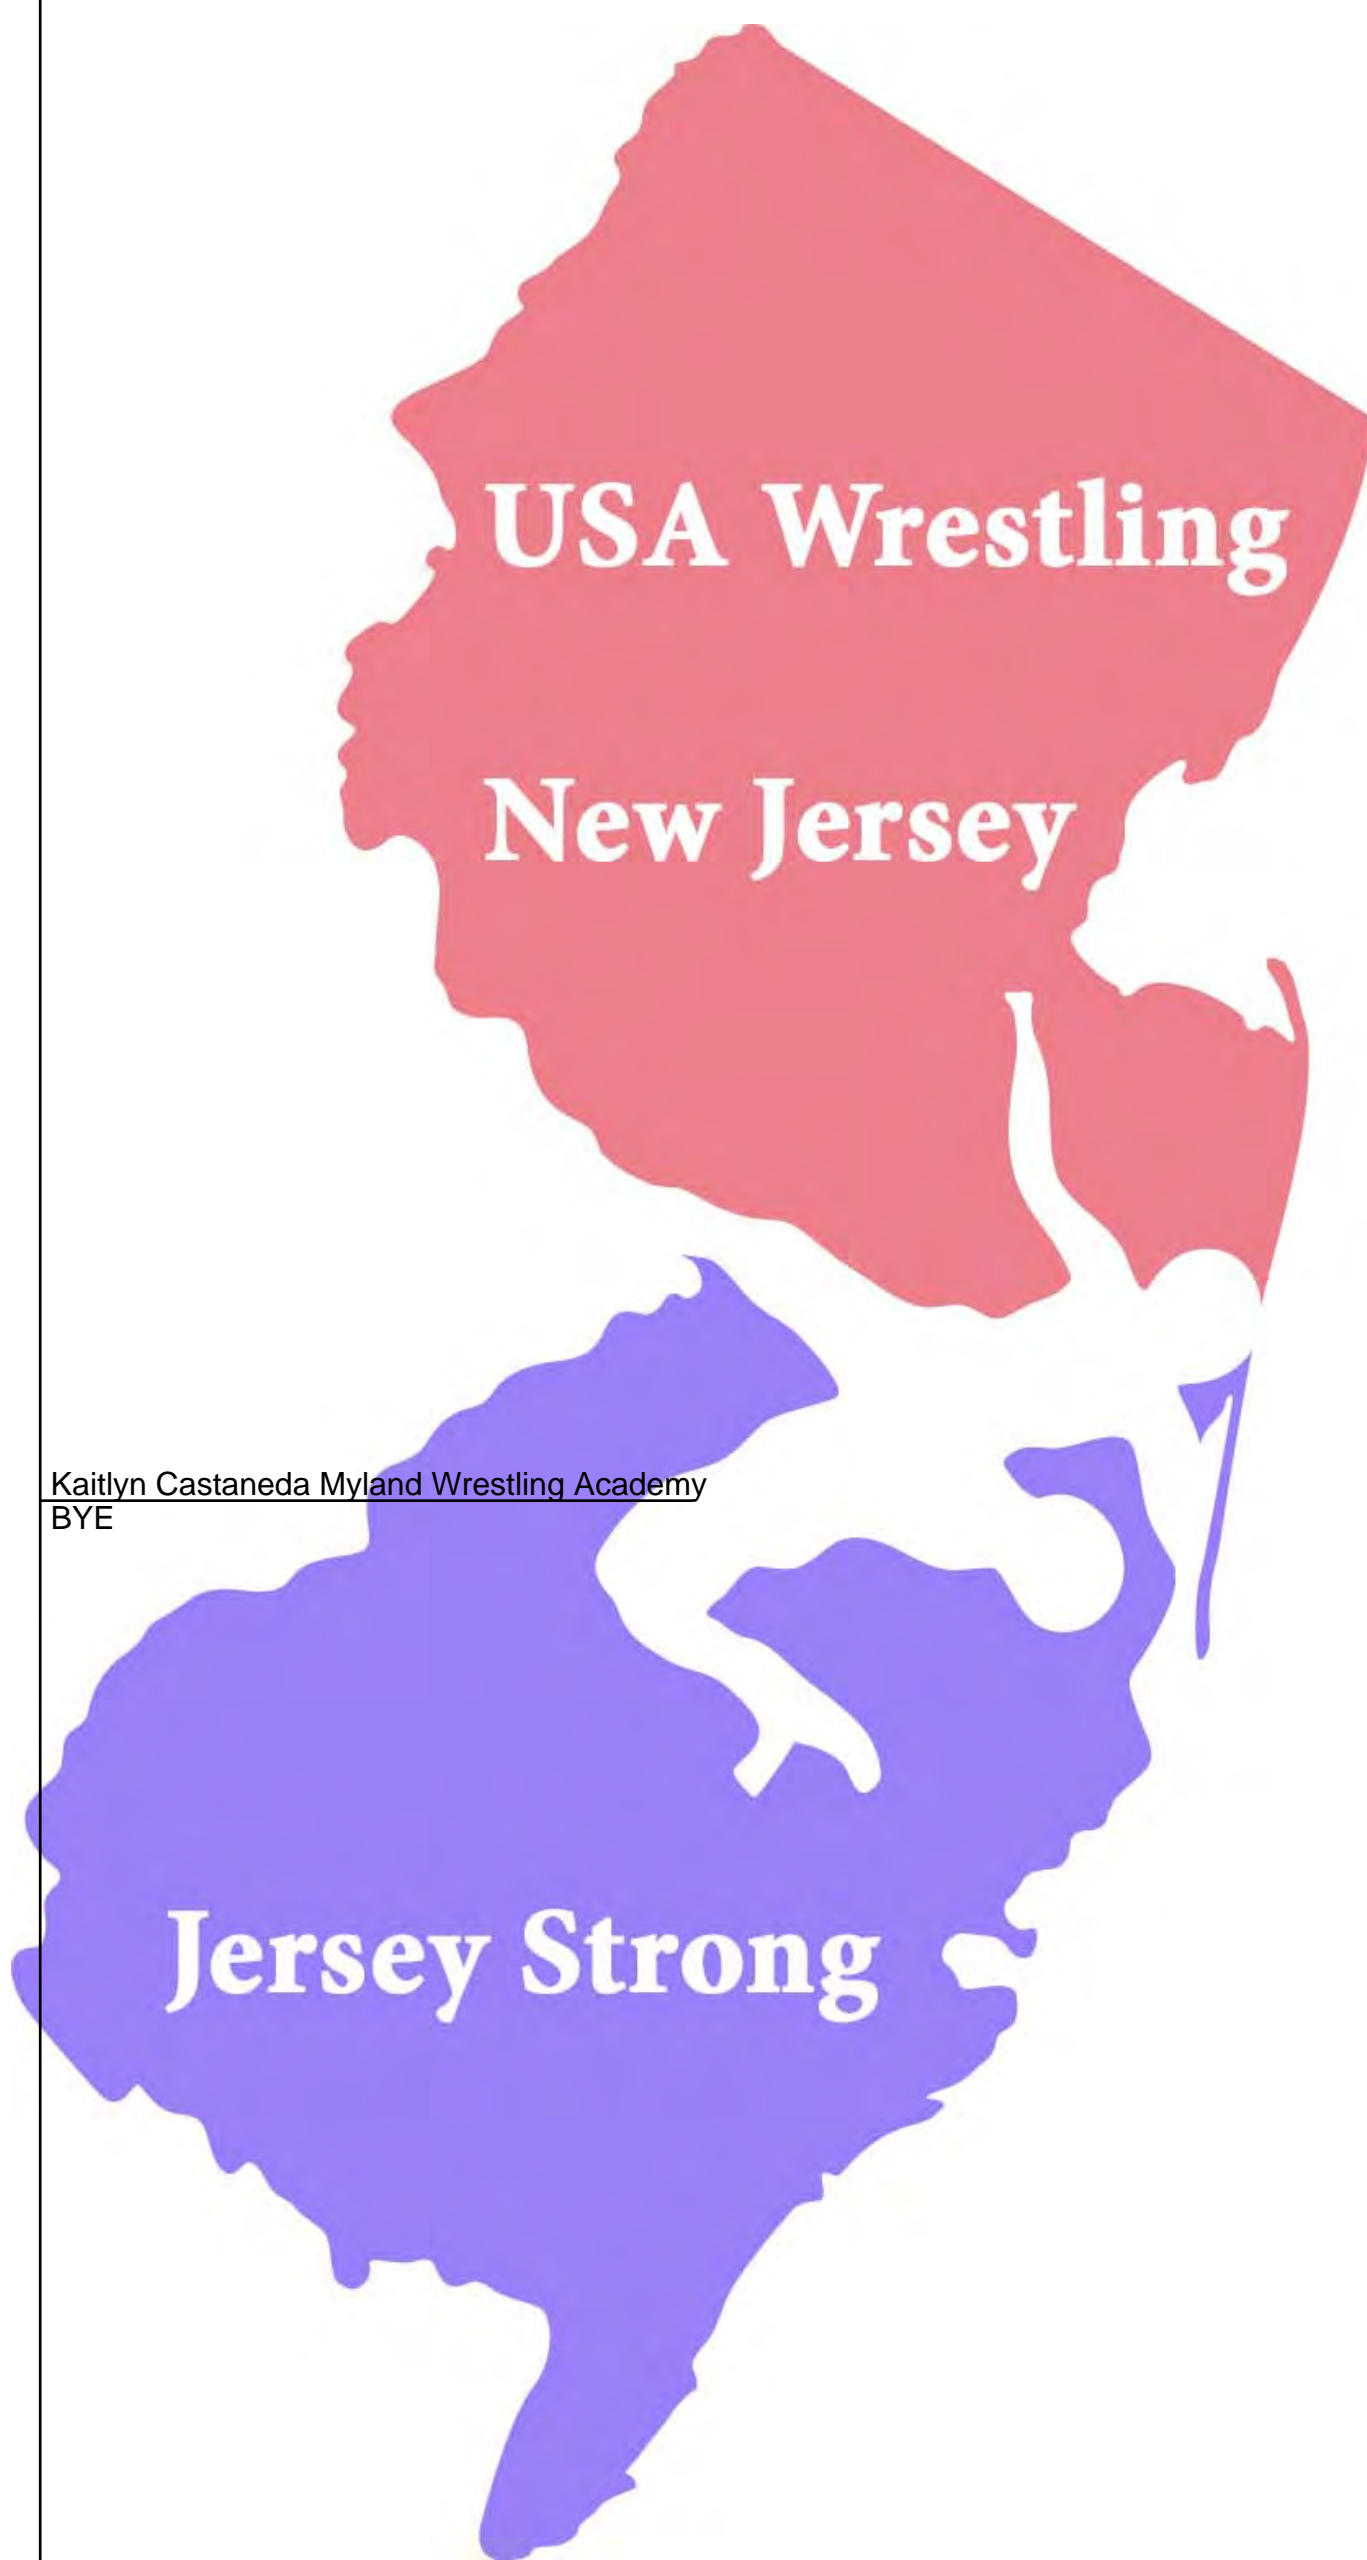 USA Wrestling
New Jersey
Kaitlyn Castaneda Myland Wrestling Academy
BYE
Jersey Strong